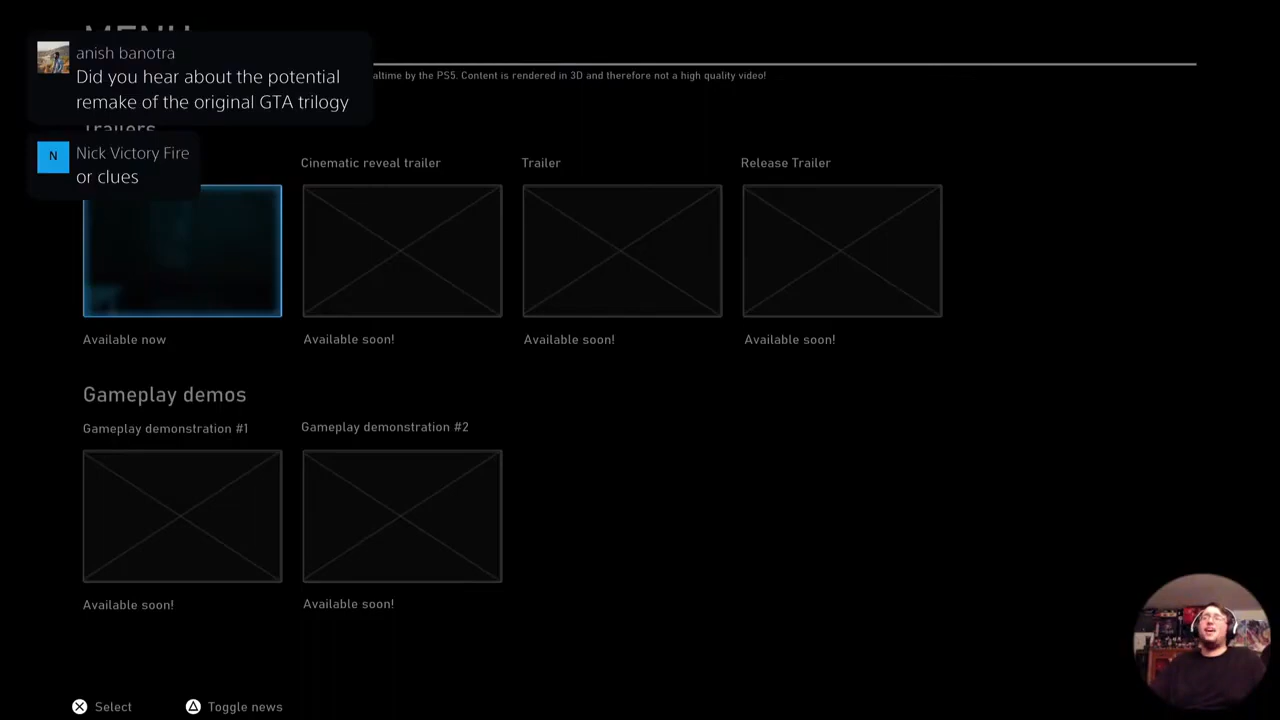 MENU
anish banotra
Did you hear about the potential
remake of the original GTA trilogy
altime by the PS5. Content is rendered in 3D and therefore not a high quality video!
Trailers
N
Nick Victory Fire
or clues
Cinematic reveal trailer
Trailer
Release Trailer
Available now
Available soon!
Available soon!
Available soon!
Gameplay demos
Gameplay demonstration #1
Gameplay demonstration #2
Available soon!
Available soon!
Select
Toggle news